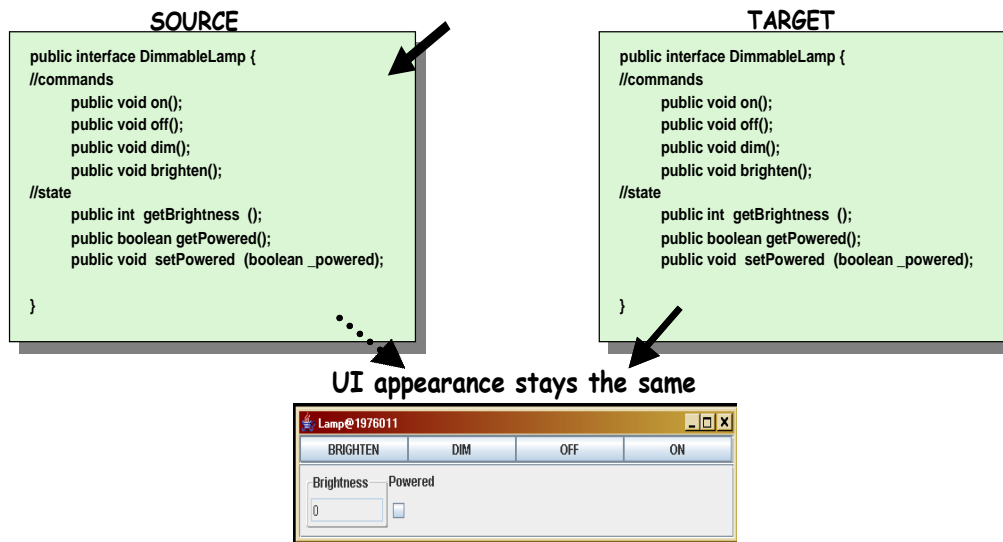 SOURCE
public interface DimmableLamp {
//commands
public void on();
public void off();
public void dim();
public void brighten();
//state
public int getBrightness ();
public boolean getPowered();
public void setPowered (boolean _powered);
}
TARGET
public interface DimmableLamp {
//commands
public void on();
public void off();
public void dim();
public void brighten();
//state
public int getBrightness ();
public boolean getPowered();
public void setPowered (boolean _powered);
}
UI appearance stays the same
Lamp@1976011
BRIGHTEN DIM OFF ON
Brightness Powered
0